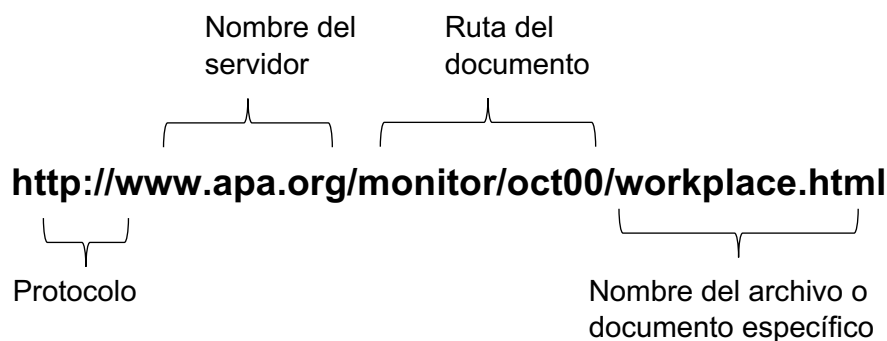 Nombre del
servidor
Ruta del
documento
http://www.apa.org/monitor/oct00/workplace.html
Protocolo
Nombre del archivo o
documento específico